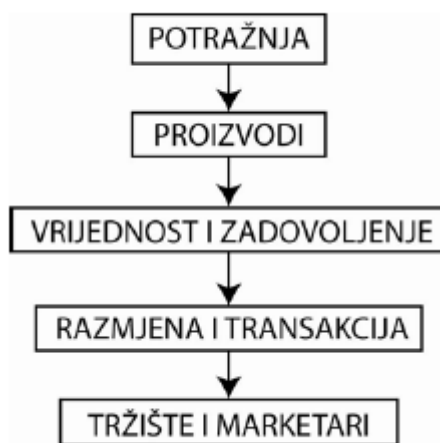 POTRAŽNJA
PROIZVODI
VRIJEDNOST I ZADOVOLJENJE
RAZMJENA I TRANSAKCIJA
TRŽIŠTE I MARKETARI